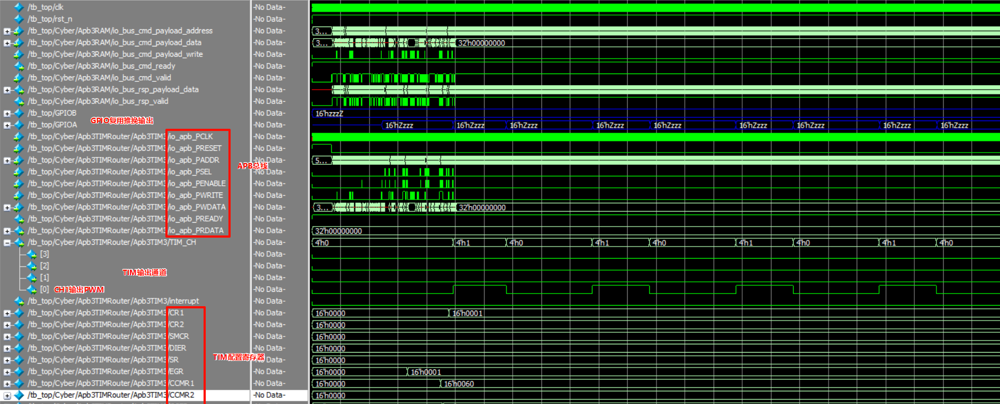 /tb_top/clk -No Data-
/tb_top/rst_n -No Data-
/tb_top/Cyber/Apb3RAM/io_bus_cmd_payload_address -No Data- 3...
/tb_top/Cyber/Apb3RAM/io_bus_cmd_payload_data -No Data- 3... 32'h00000000
/tb_top/Cyber/Apb3RAM/io_bus_cmd_payload_write -No Data-
/tb_top/Cyber/Apb3RAM/io_bus_cmd_ready -No Data-
/tb_top/Cyber/Apb3RAM/io_bus_cmd_valid -No Data-
/tb_top/Cyber/Apb3RAM/io_bus_rsp_payload_data -No Data-
/tb_top/Cyber/Apb3RAM/io_bus_rsp_valid -No Data-
/tb_top/GPIOB -No Data- 16'hzzzZ
GPIO复用推挽输出
/tb_top/GPIOA -No Data- 16'hZzzz 16'hZzzz 16'hZzzz 16'hZzzz 16'hZzzz 16'hZzzz 16'hZzzz 16'hZzzz 16'hZzzz
/tb_top/Cyber/Apb3TIMRouter/Apb3TIM3/io_apb_PCLK -No Data-
/tb_top/Cyber/Apb3TIMRouter/Apb3TIM3/io_apb_PRESET -No Data-
/tb_top/Cyber/Apb3TIMRouter/Apb3TIM3/io_apb_PADDR -No Data- 5...
APB总线
/tb_top/Cyber/Apb3TIMRouter/Apb3TIM3/io_apb_PSEL -No Data-
/tb_top/Cyber/Apb3TIMRouter/Apb3TIM3/io_apb_PENABLE -No Data-
/tb_top/Cyber/Apb3TIMRouter/Apb3TIM3/io_apb_PWRITE -No Data-
/tb_top/Cyber/Apb3TIMRouter/Apb3TIM3/io_apb_PWDATA -No Data- 3... 32'h00000000
/tb_top/Cyber/Apb3TIMRouter/Apb3TIM3/io_apb_PREADY -No Data-
/tb_top/Cyber/Apb3TIMRouter/Apb3TIM3/io_apb_PRDATA -No Data- 32'h00000000
/tb_top/Cyber/Apb3TIMRouter/Apb3TIM3/TIM_CH -No Data- 4'h0 4'h1 4'h0 4'h1 4'h0 4'h1 4'h0 4'h1 4'h0
[3] -No Data-
[2] -No Data-
TIM输出通道
[1] -No Data-
[0] CH1输出PWM -No Data-
/tb_top/Cyber/Apb3TIMRouter/Apb3TIM3/interrupt -No Data-
/tb_top/Cyber/Apb3TIMRouter/Apb3TIM3/CR1 -No Data- 16'h0000 16'h0001
/tb_top/Cyber/Apb3TIMRouter/Apb3TIM3/CR2 -No Data- 16'h0000
/tb_top/Cyber/Apb3TIMRouter/Apb3TIM3/SMCR -No Data- 16'h0000
/tb_top/Cyber/Apb3TIMRouter/Apb3TIM3/DIER -No Data- 16'h0000
TIM配置寄存器
/tb_top/Cyber/Apb3TIMRouter/Apb3TIM3/SR -No Data- 16'h0000
/tb_top/Cyber/Apb3TIMRouter/Apb3TIM3/EGR -No Data- 16'h0000 16'h0001
/tb_top/Cyber/Apb3TIMRouter/Apb3TIM3/CCMR1 -No Data- 16'h0000 16'h0060
/tb_top/Cyber/Apb3TIMRouter/Apb3TIM3/CCMR2 -No Data- 16'h0000